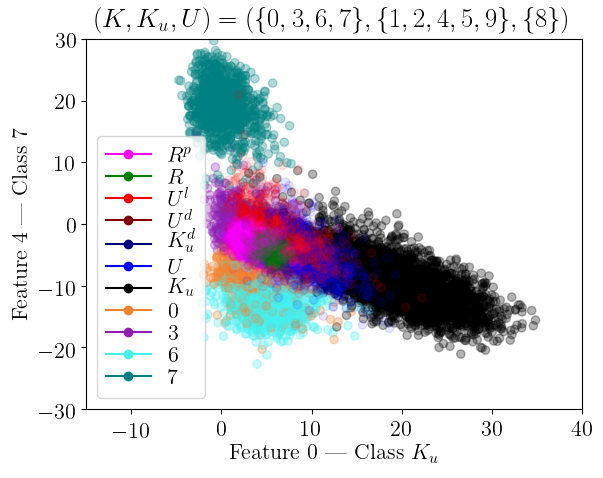 (K, K_u, U) = ({0, 3, 6, 7}, {1, 2, 4, 5, 9}, {8})
30
20
10
0
−10
−20
−30
Feature 4 — Class 7
R^p
R
U^l
U^d
K_u^d
U
K_u
0
3
6
7
−10 0 10 20 30 40
Feature 0 — Class K_u